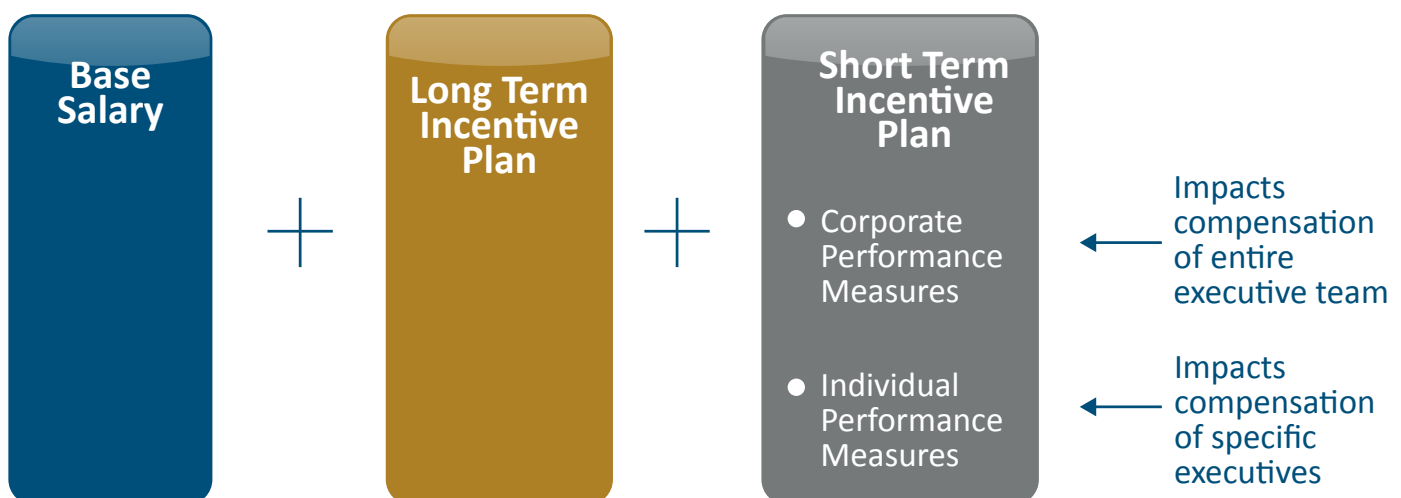 Base
Salary
Long Term
Incentive
Plan
Short Term
Incentive
Plan
Corporate
Performance
Measures
Individual
Performance
Measures
Impacts
compensation
of entire
executive team
Impacts
compensation
of specific
executives